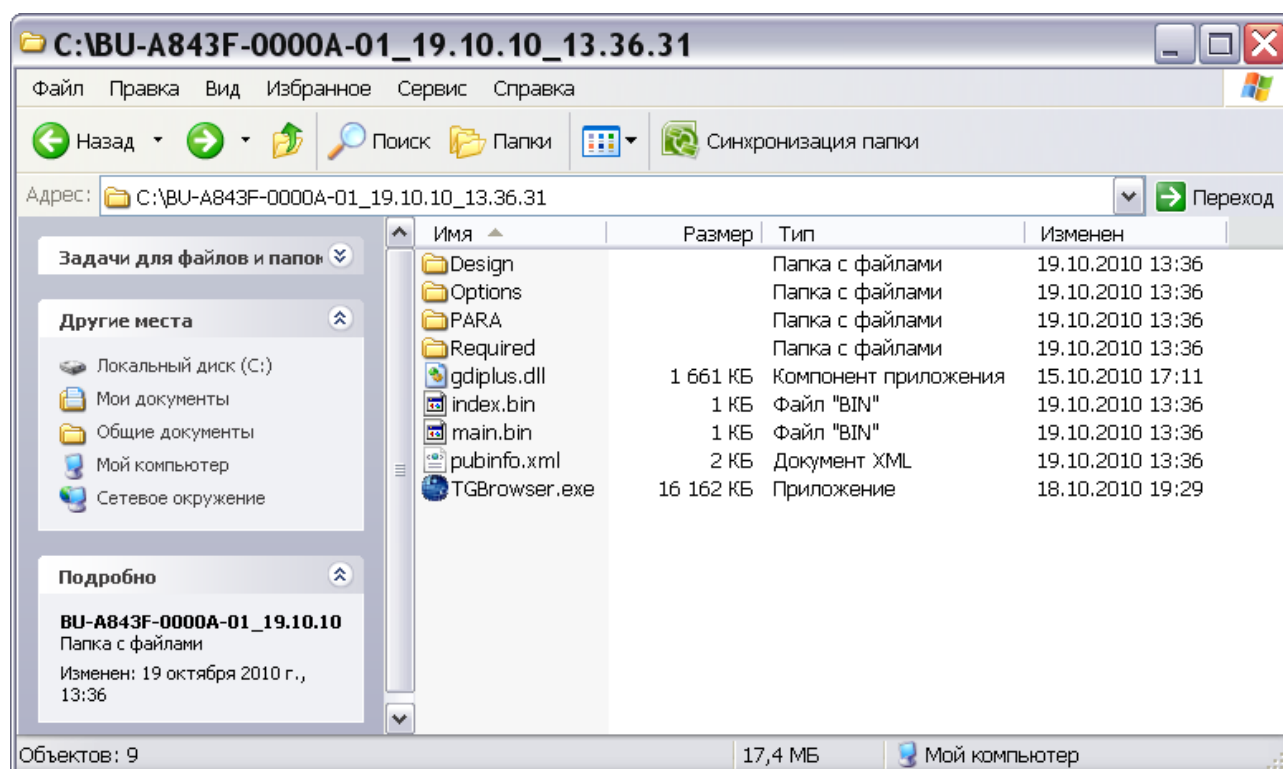 C:\BU-A843F-0000A-01_19.10.10_13.36.31
Файл Правка Вид Избранное Сервис Справка
Назад Поиск Папки Синхронизация папки
Адрес: C:\BU-A843F-0000A-01_19.10.10_13.36.31 Переход
Имя Размер Тип Изменен
Задачи для файлов и папок
Другие места
Локальный диск (C:)
Мои документы
Общие документы
Мой компьютер
Сетевое окружение
Подробно
BU-A843F-0000A-01_19.10.10
Папка с файлами
Изменен: 19 октября 2010 г.,
13:36
Design Папка с файлами 19.10.2010 13:36
Options Папка с файлами 19.10.2010 13:36
PARA Папка с файлами 19.10.2010 13:36
Required Папка с файлами 19.10.2010 13:36
gdiplus.dll 1 661 КБ Компонент приложения 15.10.2010 17:11
index.bin 1 КБ Файл "BIN" 19.10.2010 13:36
main.bin 1 КБ Файл "BIN" 19.10.2010 13:36
pubinfo.xml 2 КБ Документ XML 19.10.2010 13:36
TGBrowser.exe 16 162 КБ Приложение 18.10.2010 19:29
Объектов: 9 17,4 МБ Мой компьютер